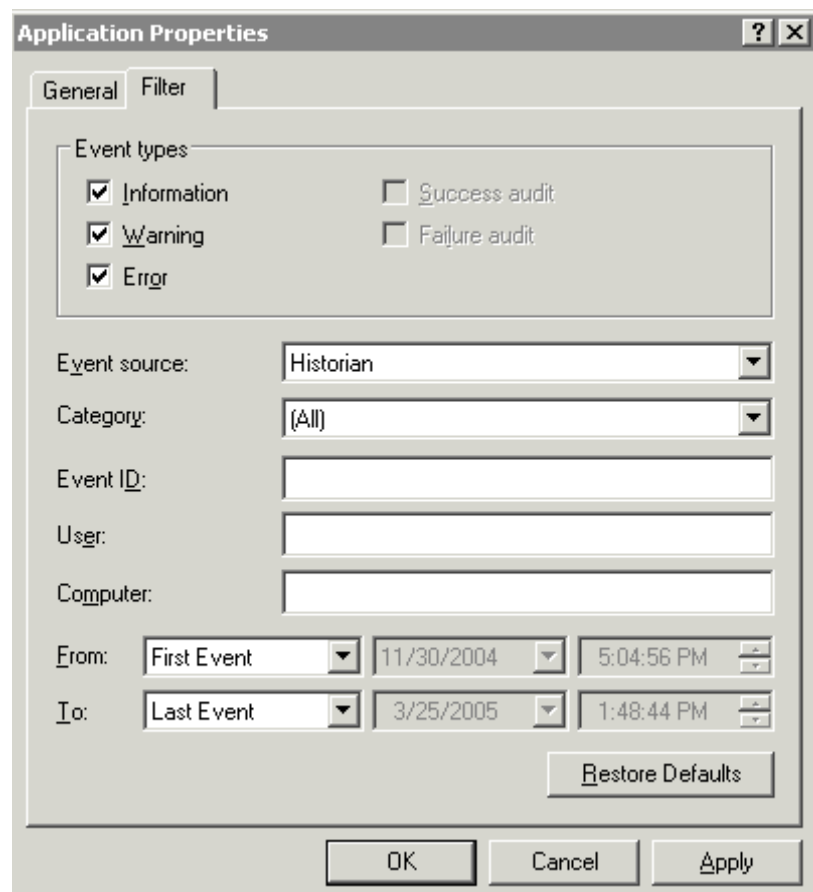 Application Properties
General Filter
Event types
Information Success audit
Warning Failure audit
Error
Event source: Historian
Category: (All)
Event ID:
User:
Computer:
From: First Event 11/30/2004 5:04:56 PM
To: Last Event 3/25/2005 1:48:44 PM
Restore Defaults
OK Cancel Apply